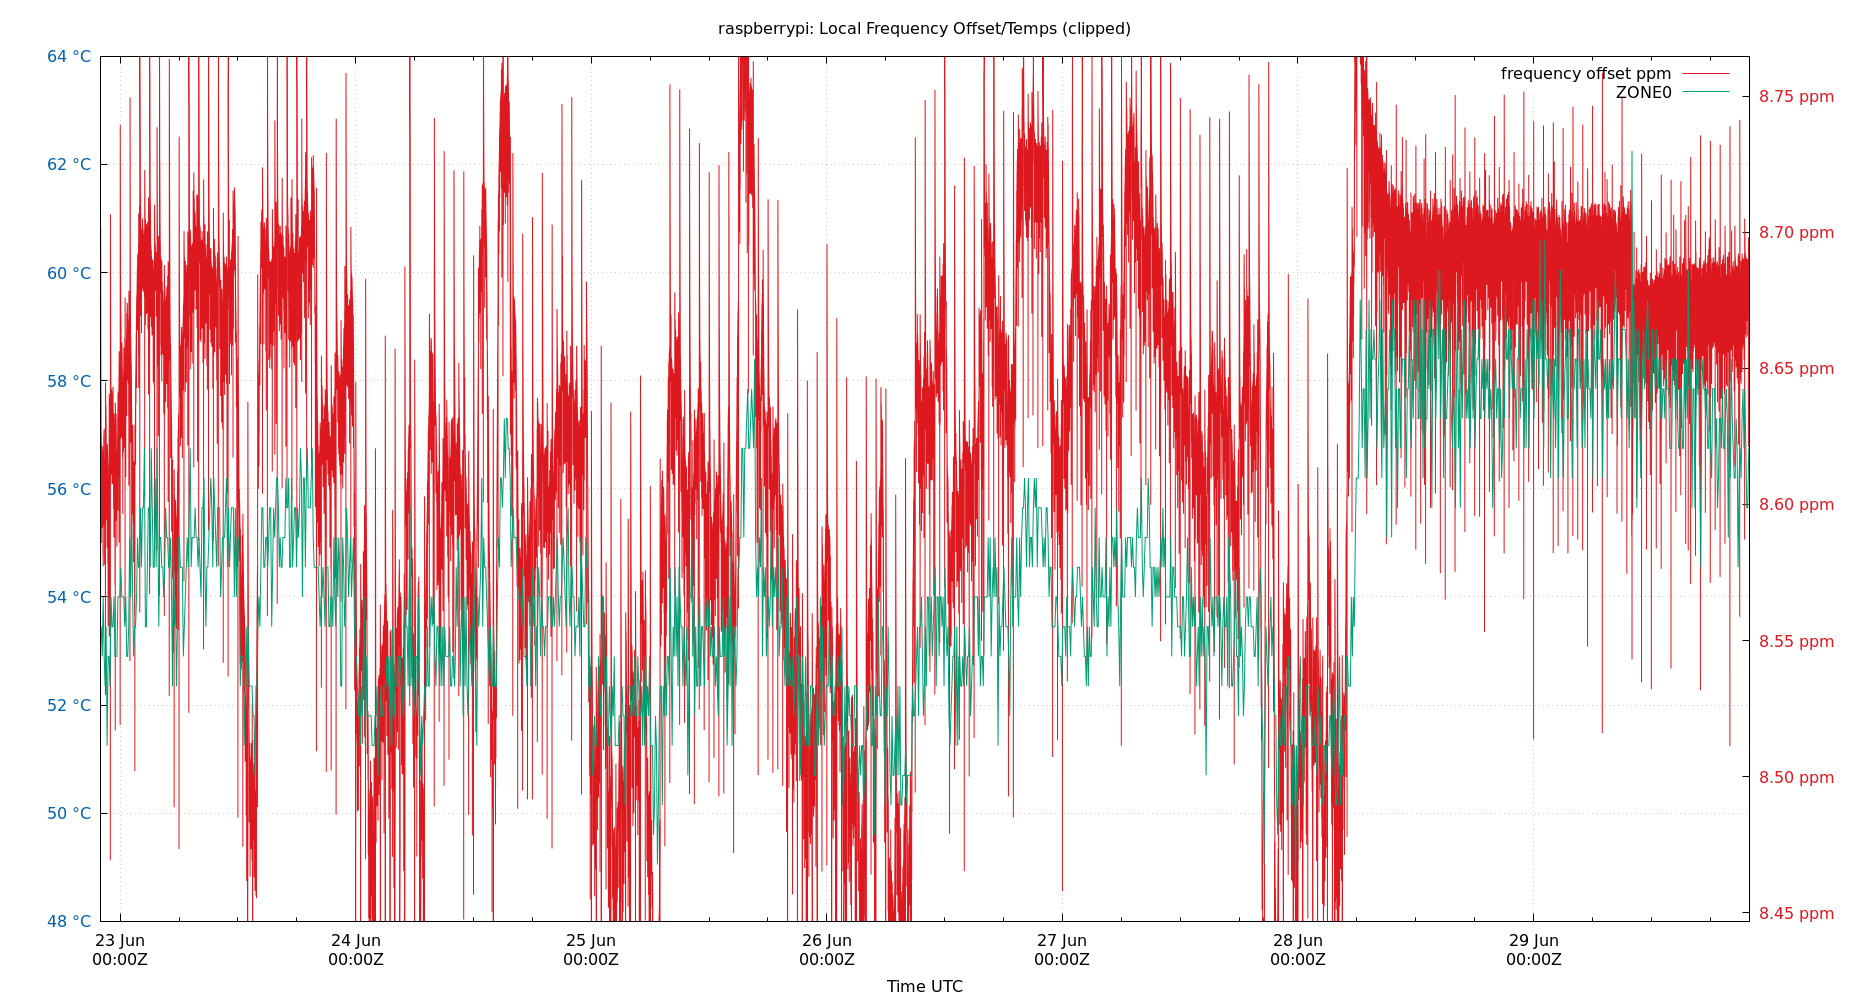 raspberrypi: Local Frequency Offset/Temps (clipped)
frequency offset ppm
ZONE0
64 °C
62 °C
60 °C
58 °C
56 °C
54 °C
52 °C
50 °C
48 °C
8.75 ppm
8.70 ppm
8.65 ppm
8.60 ppm
8.55 ppm
8.50 ppm
8.45 ppm
23 Jun
00:00Z
24 Jun
00:00Z
25 Jun
00:00Z
26 Jun
00:00Z
27 Jun
00:00Z
28 Jun
00:00Z
29 Jun
00:00Z
Time UTC